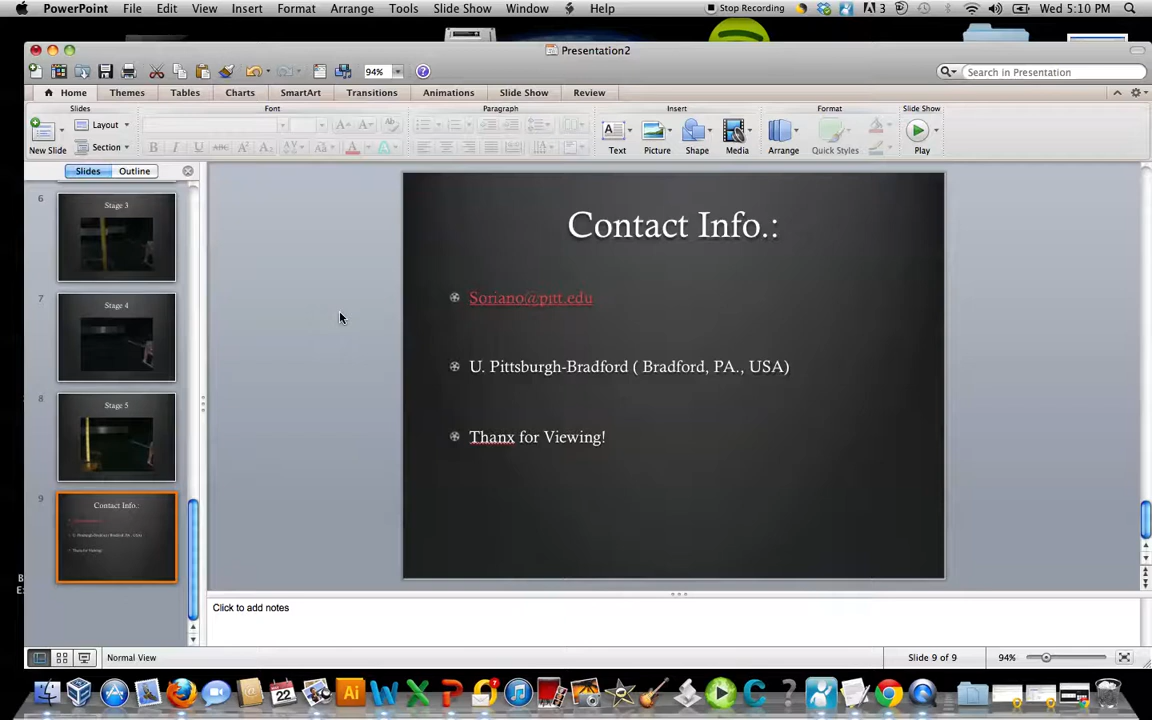 PowerPoint File Edit View Insert Format Arrange Tools Slide Show Window Help Stop Recording 3 Wed 5:10 PM
Presentation2
94% Search in Presentation
Home Themes Tables Charts SmartArt Transitions Animations Slide Show Review
Slides Font Paragraph Insert Format Slide Show
Layout
New Slide Section Text Picture Shape Media Arrange Quick Styles Play
Slides Outline
6 Stage 3
7 Stage 4
8 Stage 5
9 Contact Info.:
Contact Info.:
Soriano@pitt.edu
U. Pittsburgh-Bradford ( Bradford, PA., USA)
Thanx for Viewing!
Click to add notes
Normal View Slide 9 of 9 94%